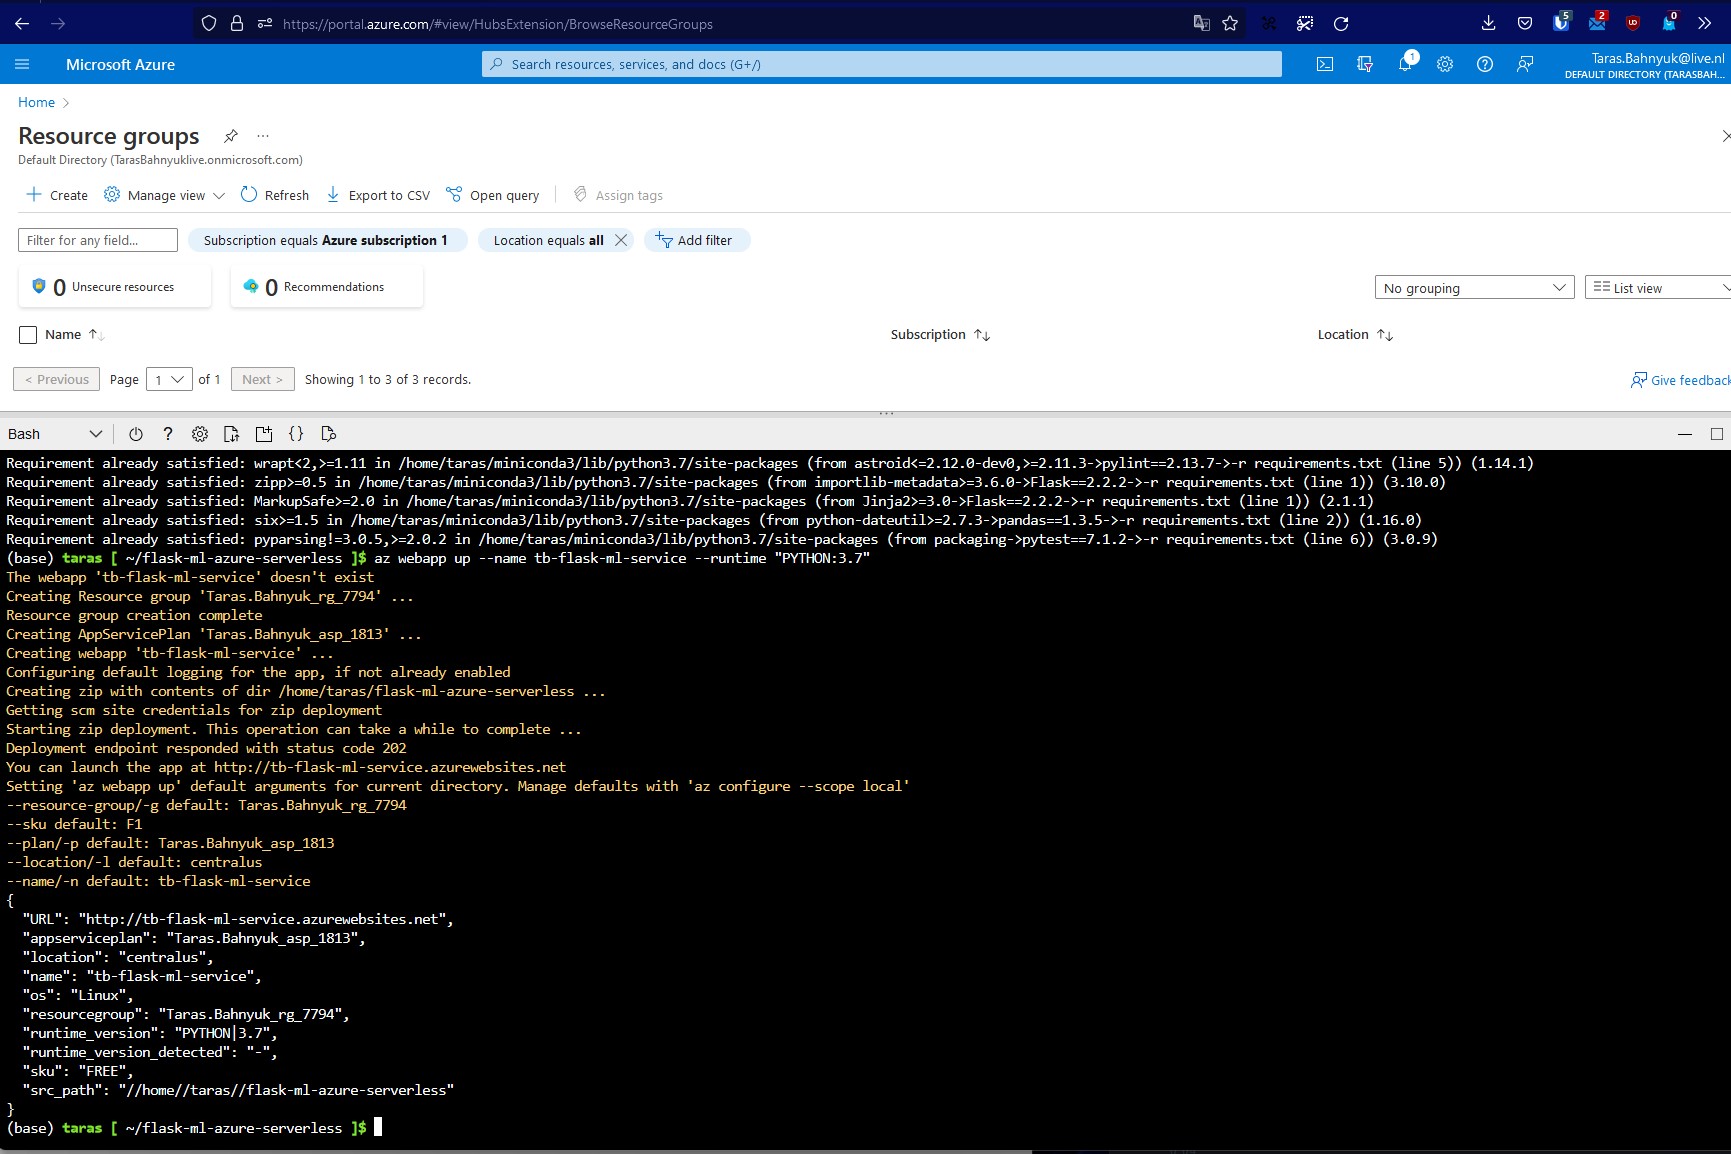 https://portal.azure.com/#view/HubsExtension/BrowseResourceGroups
5
2
0
Microsoft Azure
Search resources, services, and docs (G+/)
1
Taras.Bahnyuk@live.nl
DEFAULT DIRECTORY (TARASBAH...
Home
Resource groups
...
Default Directory (TarasBahnyuklive.onmicrosoft.com)
Create
Manage view
Refresh
Export to CSV
Open query
Assign tags
Filter for any field...
Subscription equals Azure subscription 1
Location equals all
Add filter
0 Unsecure resources
0 Recommendations
No grouping
List view
Name
Subscription
Location
< Previous
Page
1
of 1
Next >
Showing 1 to 3 of 3 records.
Give feedback
Bash
?
{}
Requirement already satisfied: wrapt<2,>=1.11 in /home/taras/miniconda3/lib/python3.7/site-packages (from astroid<=2.12.0-dev0,>=2.11.3->pylint==2.13.7->-r requirements.txt (line 5)) (1.14.1)
Requirement already satisfied: zipp>=0.5 in /home/taras/miniconda3/lib/python3.7/site-packages (from importlib-metadata>=3.6.0->Flask==2.2.2->-r requirements.txt (line 1)) (3.10.0)
Requirement already satisfied: MarkupSafe>=2.0 in /home/taras/miniconda3/lib/python3.7/site-packages (from Jinja2>=3.0->Flask==2.2.2->-r requirements.txt (line 1)) (2.1.1)
Requirement already satisfied: six>=1.5 in /home/taras/miniconda3/lib/python3.7/site-packages (from python-dateutil>=2.7.3->pandas==1.3.5->-r requirements.txt (line 2)) (1.16.0)
Requirement already satisfied: pyparsing!=3.0.5,>=2.0.2 in /home/taras/miniconda3/lib/python3.7/site-packages (from packaging->pytest==7.1.2->-r requirements.txt (line 6)) (3.0.9)
(base) taras [ ~/flask-ml-azure-serverless ]$ az webapp up --name tb-flask-ml-service --runtime "PYTHON:3.7"
The webapp 'tb-flask-ml-service' doesn't exist
Creating Resource group 'Taras.Bahnyuk_rg_7794' ...
Resource group creation complete
Creating AppServicePlan 'Taras.Bahnyuk_asp_1813' ...
Creating webapp 'tb-flask-ml-service' ...
Configuring default logging for the app, if not already enabled
Creating zip with contents of dir /home/taras/flask-ml-azure-serverless ...
Getting scm site credentials for zip deployment
Starting zip deployment. This operation can take a while to complete ...
Deployment endpoint responded with status code 202
You can launch the app at http://tb-flask-ml-service.azurewebsites.net
Setting 'az webapp up' default arguments for current directory. Manage defaults with 'az configure --scope local'
--resource-group/-g default: Taras.Bahnyuk_rg_7794
--sku default: F1
--plan/-p default: Taras.Bahnyuk_asp_1813
--location/-l default: centralus
--name/-n default: tb-flask-ml-service
{
"URL": "http://tb-flask-ml-service.azurewebsites.net",
"appserviceplan": "Taras.Bahnyuk_asp_1813",
"location": "centralus",
"name": "tb-flask-ml-service",
"os": "Linux",
"resourcegroup": "Taras.Bahnyuk_rg_7794",
"runtime_version": "PYTHON|3.7",
"runtime_version_detected": "-",
"sku": "FREE",
"src_path": "//home//taras//flask-ml-azure-serverless"
}
(base) taras [ ~/flask-ml-azure-serverless ]$